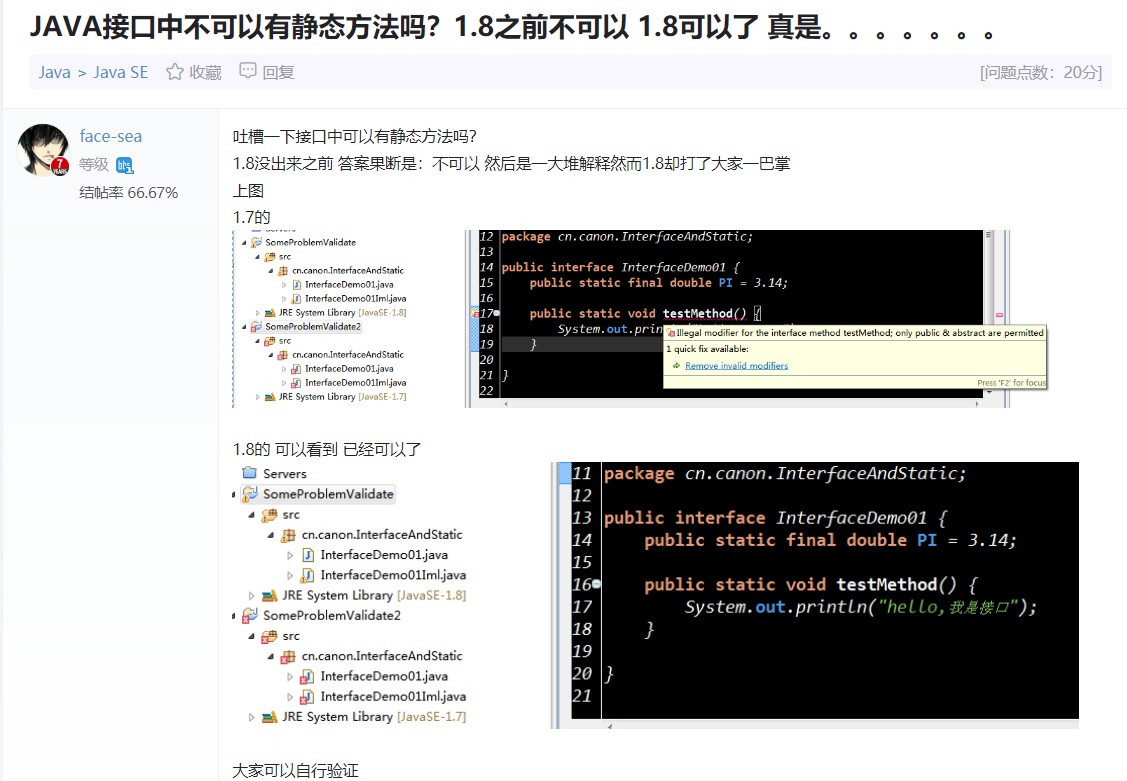 JAVA接口中不可以有静态方法吗？1.8之前不可以 1.8可以了 真是。。。。。。。
Java > Java SE 收藏 回复 [问题点数：20分]
face-sea
7 YEARS
等级
结帖率 66.67%
吐槽一下接口中可以有静态方法吗？
1.8没出来之前 答案果断是：不可以 然后是一大堆解释然而1.8却打了大家一巴掌
上图
1.7的
SomeProblemValidate
src
cn.canon.InterfaceAndStatic
InterfaceDemo01.java
InterfaceDemo01Iml.java
JRE System Library [JavaSE-1.8]
SomeProblemValidate2
src
cn.canon.InterfaceAndStatic
InterfaceDemo01.java
InterfaceDemo01Iml.java
JRE System Library [JavaSE-1.7]
12 package cn.canon.InterfaceAndStatic;
13
14 public interface InterfaceDemo01 {
15 public static final double PI = 3.14;
16
17 public static void testMethod() {
18 System.out.prin
19 }
20
21 }
22
Illegal modifier for the interface method testMethod; only public & abstract are permitted
1 quick fix available:
Remove invalid modifiers
Press 'F2' for focus
1.8的 可以看到 已经可以了
Servers
SomeProblemValidate
src
cn.canon.InterfaceAndStatic
InterfaceDemo01.java
InterfaceDemo01Iml.java
JRE System Library [JavaSE-1.8]
SomeProblemValidate2
src
cn.canon.InterfaceAndStatic
InterfaceDemo01.java
InterfaceDemo01Iml.java
JRE System Library [JavaSE-1.7]
11 package cn.canon.InterfaceAndStatic;
12
13 public interface InterfaceDemo01 {
14 public static final double PI = 3.14;
15
16 public static void testMethod() {
17 System.out.println("hello,我是接口");
18 }
19
20 }
21
大家可以自行验证